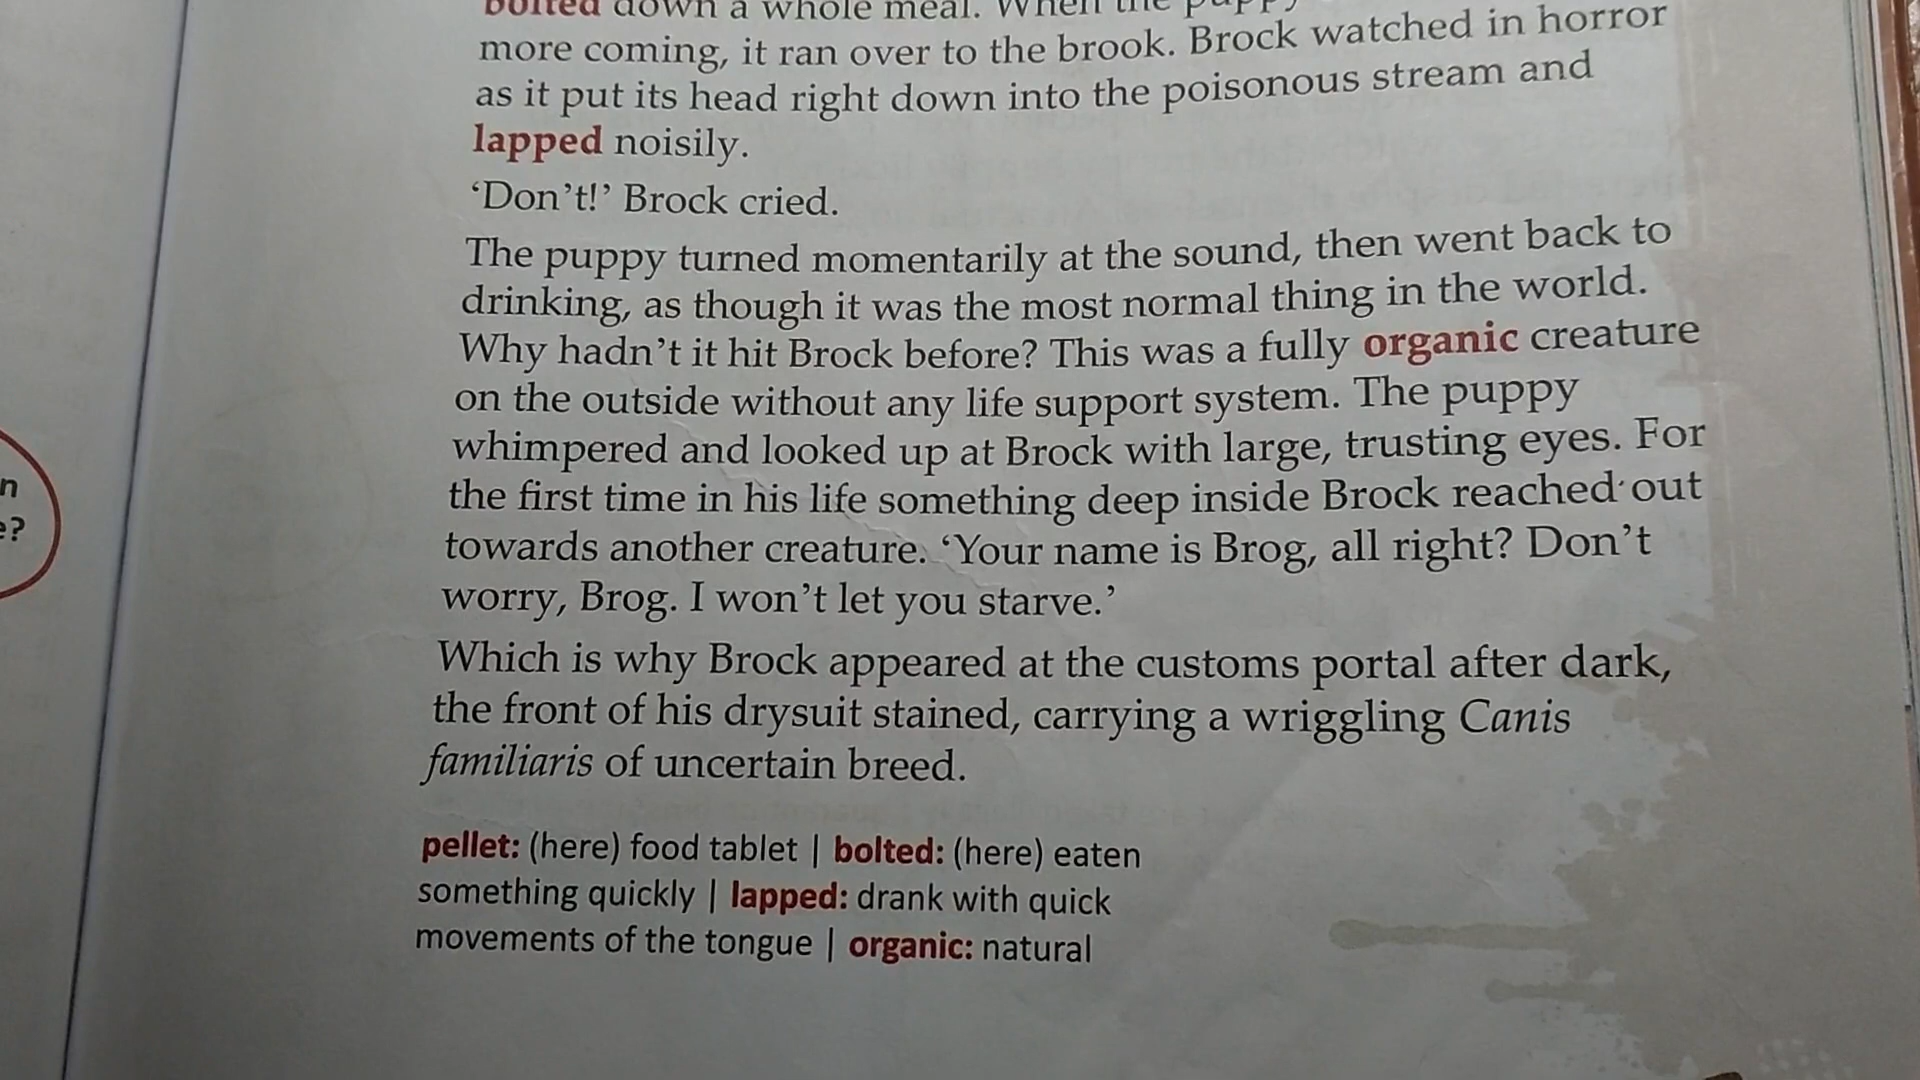 bolted down a whole meal. When the puppy
more coming, it ran over to the brook. Brock watched in horror
as it put its head right down into the poisonous stream and
lapped noisily.
‘Don’t!’ Brock cried.
The puppy turned momentarily at the sound, then went back to
drinking, as though it was the most normal thing in the world.
Why hadn’t it hit Brock before? This was a fully organic creature
on the outside without any life support system. The puppy
whimpered and looked up at Brock with large, trusting eyes. For
the first time in his life something deep inside Brock reached out
towards another creature. ‘Your name is Brog, all right? Don’t
worry, Brog. I won’t let you starve.’
Which is why Brock appeared at the customs portal after dark,
the front of his drysuit stained, carrying a wriggling Canis
familiaris of uncertain breed.
pellet: (here) food tablet | bolted: (here) eaten
something quickly | lapped: drank with quick
movements of the tongue | organic: natural